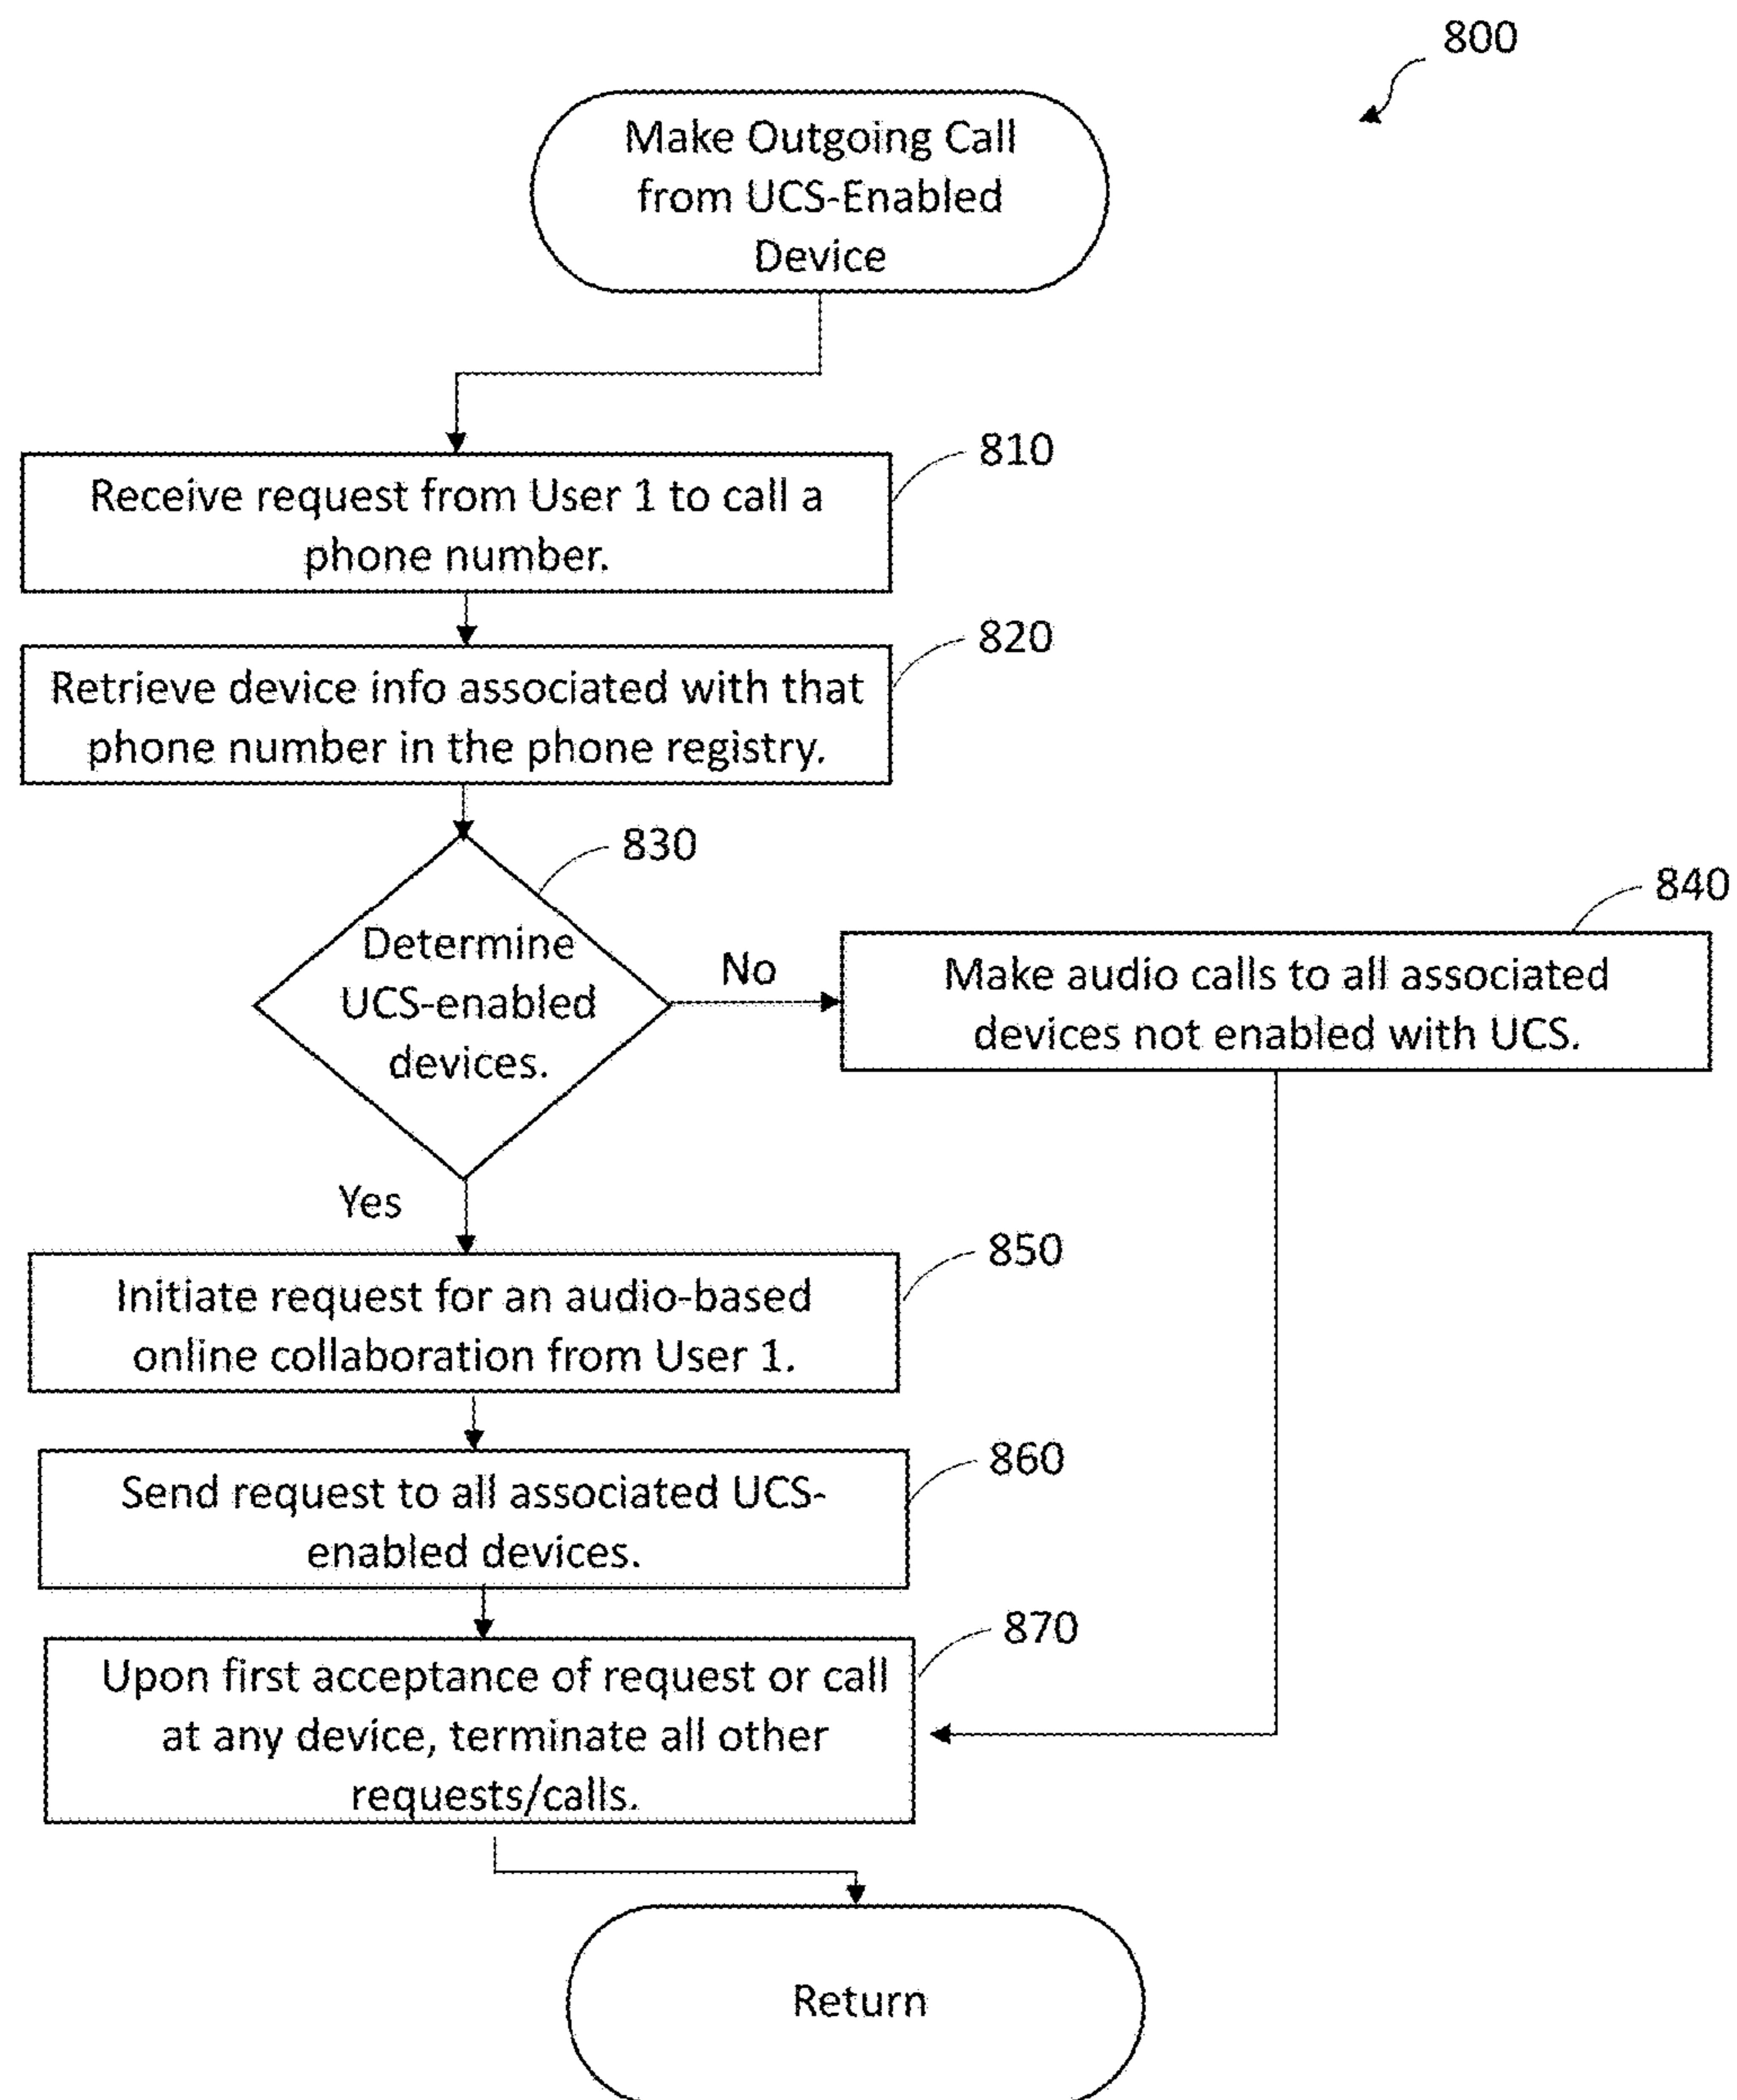 800
Make Outgoing Call
from UCS-Enabled
Device
810
Receive request from User 1 to call a
phone number.
820
Retrieve device info associated with that
phone number in the phone registry.
830
Determine
UCS-enabled
devices.
No
840
Make audio calls to all associated
devices not enabled with UCS.
Yes
850
Initiate request for an audio-based
online collaboration from User 1.
860
Send request to all associated UCS-
enabled devices.
870
Upon first acceptance of request or call
at any device, terminate all other
requests/calls.
Return